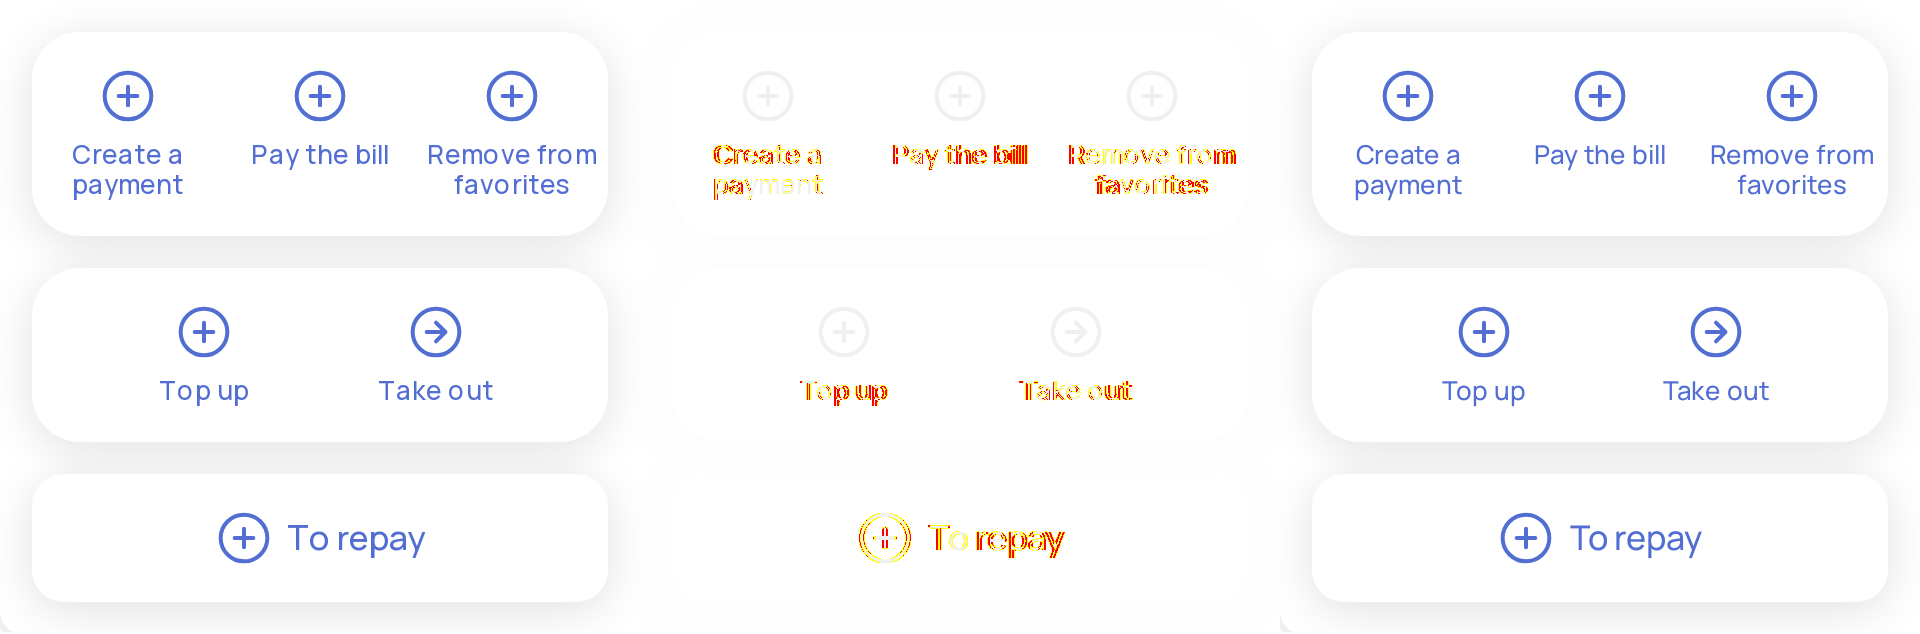 Create a
payment
Pay the bill
Remove from
favorites
Top up
Take out
To repay
Create a
payment
Pay the bill
Remove from
favorites
Top up
Take out
To repay
Create a
payment
Pay the bill
Remove from
favorites
Top up
Take out
To repay